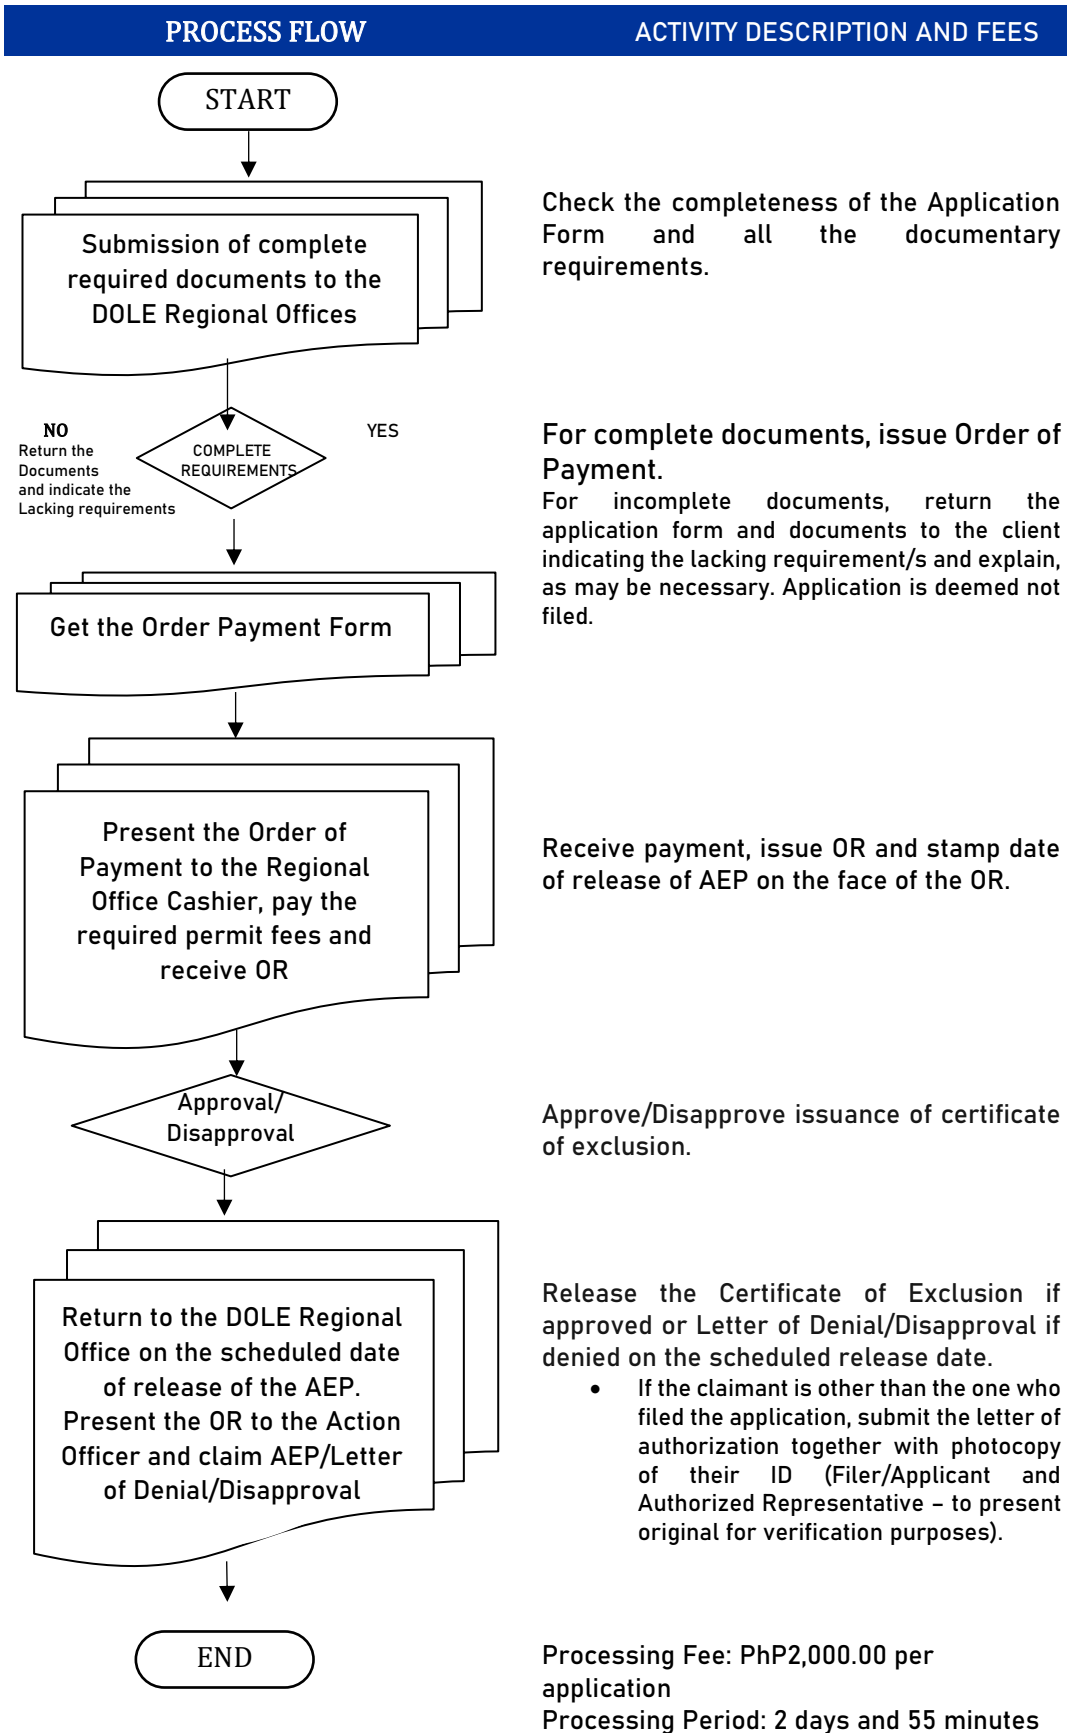 PROCESS FLOW
ACTIVITY DESCRIPTION AND FEES
START
Submission of complete
required documents to the
DOLE Regional Offices
Check the completeness of the Application
Form and all the documentary
requirements.
NO
Return the
Documents
and indicate the
Lacking requirements
COMPLETE
REQUIREMENTS
YES
For complete documents, issue Order of
Payment.
For incomplete documents, return the
application form and documents to the client
indicating the lacking requirement/s and explain,
as may be necessary. Application is deemed not
filed.
Get the Order Payment Form
Present the Order of
Payment to the Regional
Office Cashier, pay the
required permit fees and
receive OR
Receive payment, issue OR and stamp date
of release of AEP on the face of the OR.
Approval/
Disapproval
Approve/Disapprove issuance of certificate
of exclusion.
Return to the DOLE Regional
Office on the scheduled date
of release of the AEP.
Present the OR to the Action
Officer and claim AEP/Letter
of Denial/Disapproval
Release the Certificate of Exclusion if
approved or Letter of Denial/Disapproval if
denied on the scheduled release date.
• If the claimant is other than the one who
filed the application, submit the letter of
authorization together with photocopy
of their ID (Filer/Applicant and
Authorized Representative – to present
original for verification purposes).
END
Processing Fee: PhP2,000.00 per
application
Processing Period: 2 days and 55 minutes